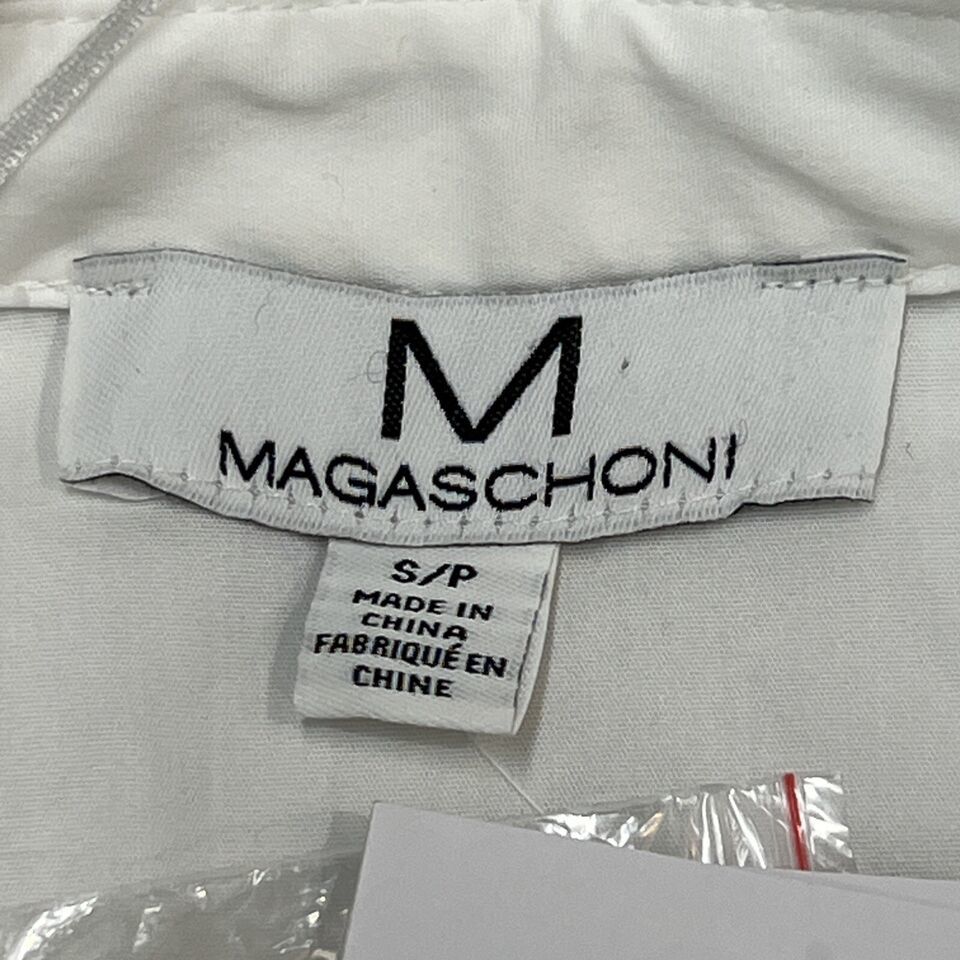 M
MAGASCHONI
S/P
MADE IN
CHINA
FABRIQUÉ EN
CHINE